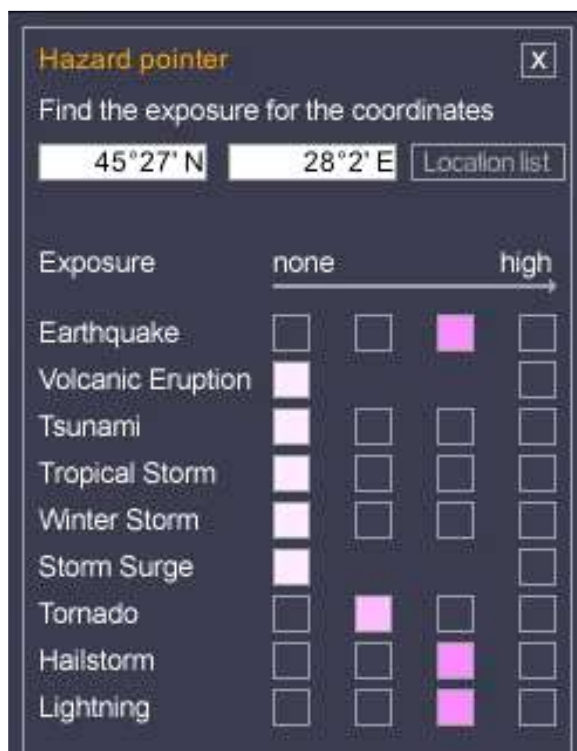 Hazard pointer X
Find the exposure for the coordinates
45°27' N 28°2' E Location list
Exposure none high
Earthquake
Volcanic Eruption
Tsunami
Tropical Storm
Winter Storm
Storm Surge
Tornado
Hailstorm
Lightning